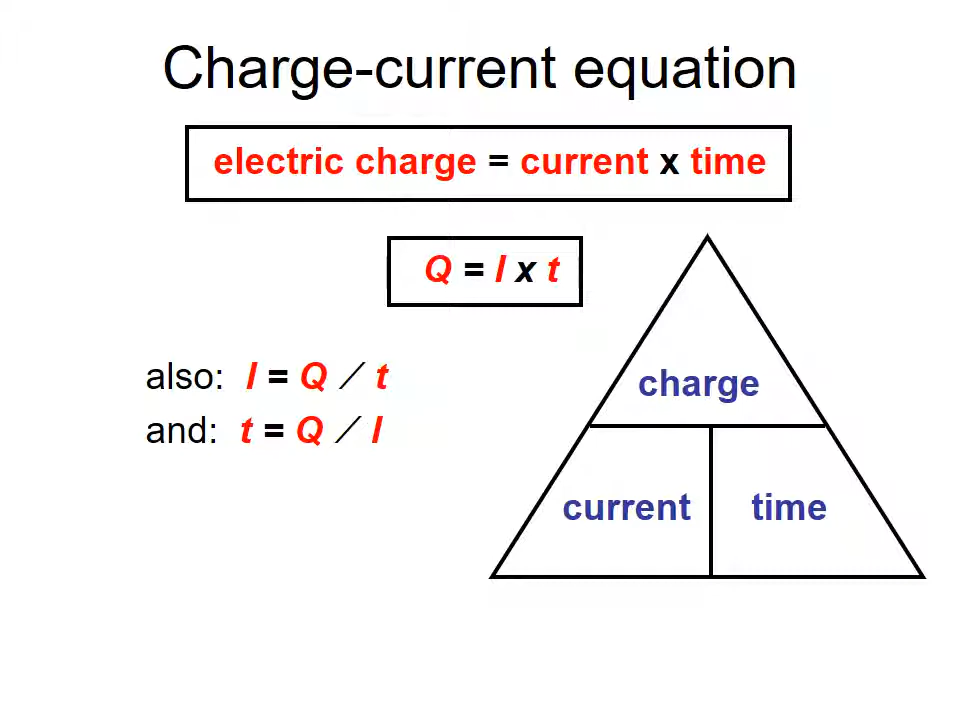 Charge-current equation
electric charge = current x time
Q = I x t
also: I = Q / t
and: t = Q / I
charge
current time